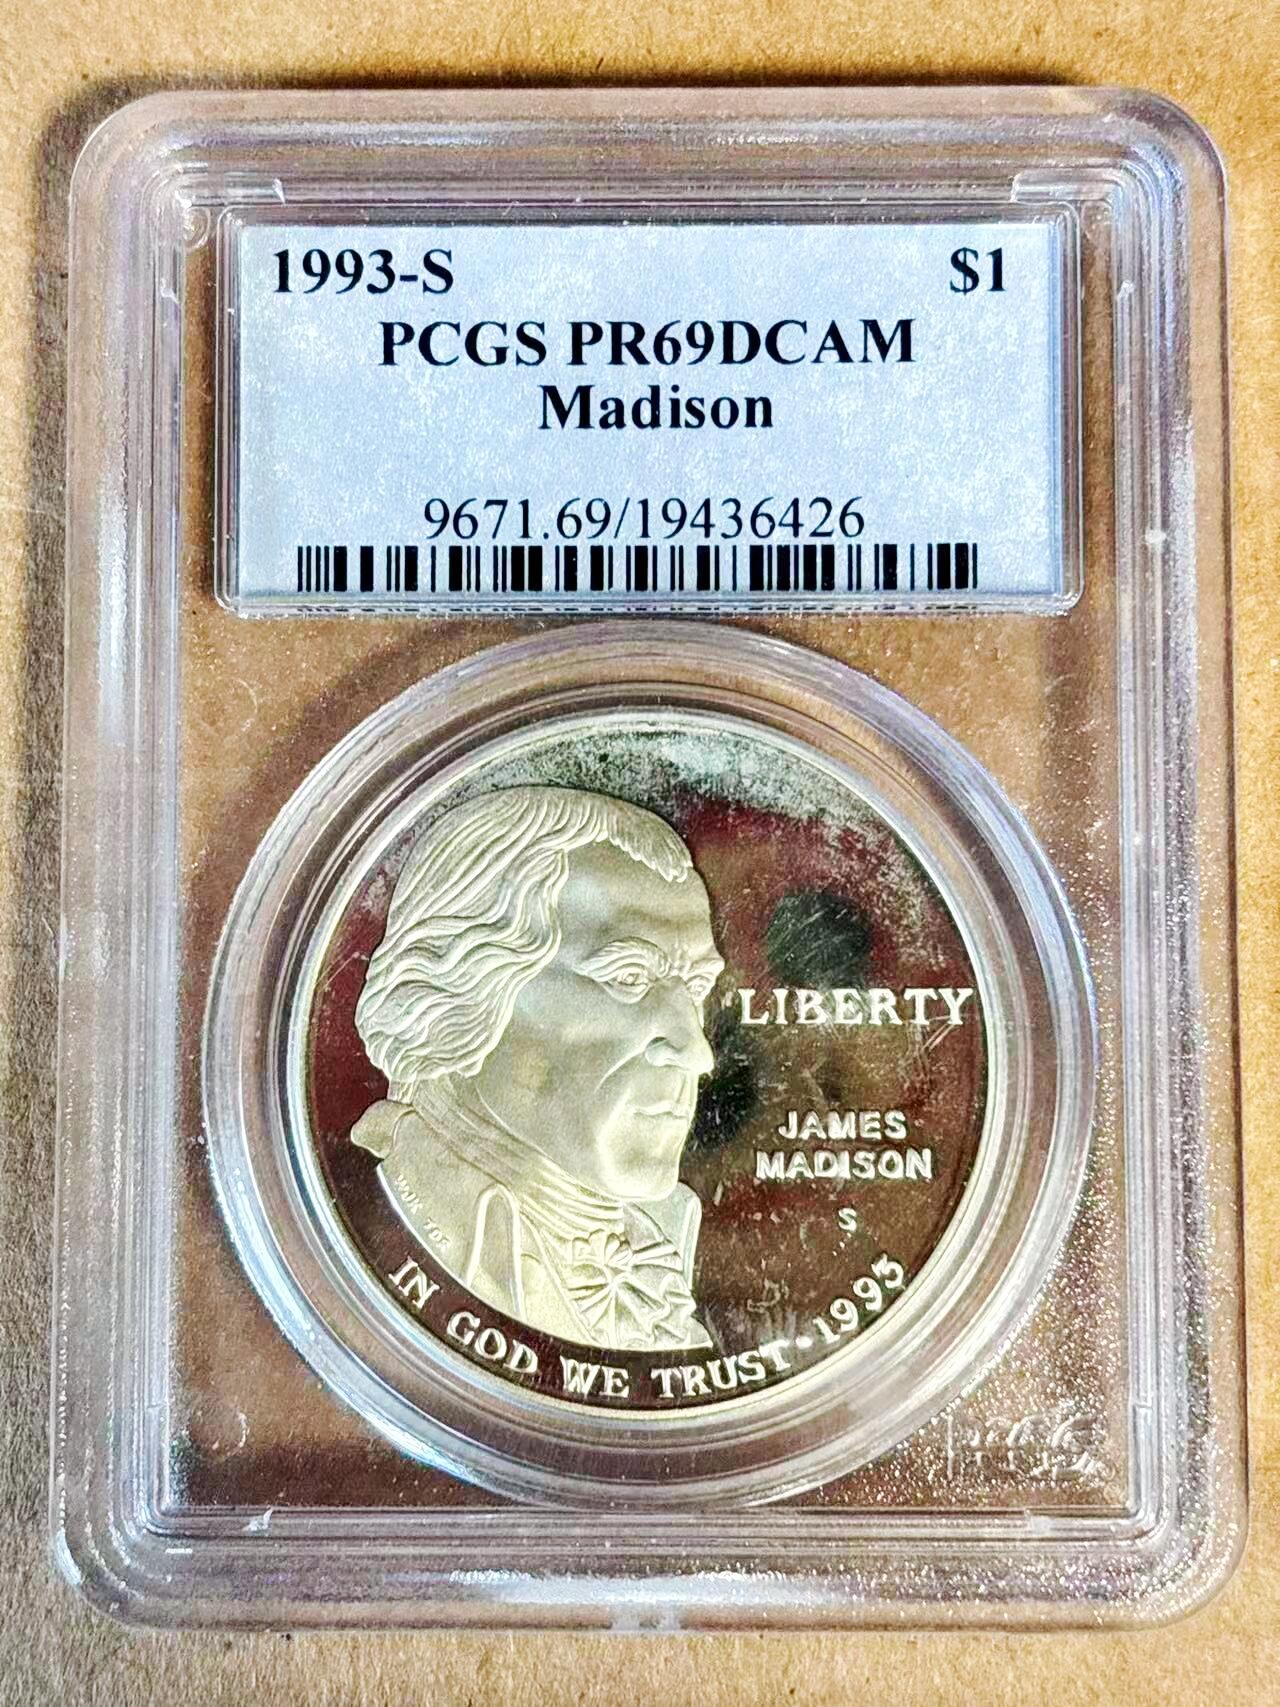 1993-S $1
PCGS PR69DCAM
Madison
9671.69/19436426
LIBERTY
JAMES
MADISON
S
IN GOD WE TRUST • 1993